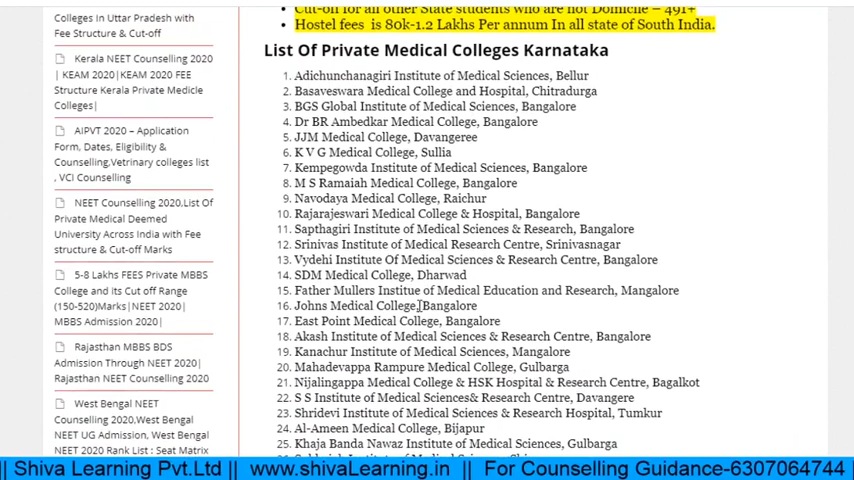 Colleges In Uttar Pradesh with
Fee Structure & Cut-off
Kerala NEET Counselling 2020
| KEAM 2020|KEAM 2020 FEE
Structure Kerala Private Medicle
Colleges|
AIPVT 2020 – Application
Form, Dates, Eligibility &
Counselling.Vetrinary colleges list
, VCI Counselling
NEET Counselling 2020,List Of
Private Medical Deemed
University Across India with Fee
structure & Cut-off Marks
5-8 Lakhs FEES Private MBBS
College and its Cut off Range
(150-520)Marks|NEET 2020|
MBBS Admission 2020|
Rajasthan MBBS BDS
Admission Through NEET 2020|
Rajasthan NEET Counselling 2020
West Bengal NEET
Counselling 2020,West Bengal
NEET UG Admission, West Bengal
NEET 2020 Rank List : Seat Matrix
Cut-off for all other State students who are not Domicile – 491+
Hostel fees is 80k-1.2 Lakhs Per annum In all state of South India.
List Of Private Medical Colleges Karnataka
1. Adichunchanagiri Institute of Medical Sciences, Bellur
2. Basaveswara Medical College and Hospital, Chitradurga
3. BGS Global Institute of Medical Sciences, Bangalore
4. Dr BR Ambedkar Medical College, Bangalore
5. JJM Medical College, Davangeree
6. K V G Medical College, Sullia
7. Kempegowda Institute of Medical Sciences, Bangalore
8. M S Ramaiah Medical College, Bangalore
9. Navodaya Medical College, Raichur
10. Rajarajeswari Medical College & Hospital, Bangalore
11. Sapthagiri Institute of Medical Sciences & Research, Bangalore
12. Srinivas Institute of Medical Research Centre, Srinivasnagar
13. Vydehi Institute Of Medical Sciences & Research Centre, Bangalore
14. SDM Medical College, Dharwad
15. Father Mullers Institue of Medical Education and Research, Mangalore
16. Johns Medical College, Bangalore
17. East Point Medical College, Bangalore
18. Akash Institute of Medical Sciences & Research Centre, Bangalore
19. Kanachur Institute of Medical Sciences, Mangalore
20. Mahadevappa Rampure Medical College, Gulbarga
21. Nijalingappa Medical College & HSK Hospital & Research Centre, Bagalkot
22. S S Institute of Medical Sciences& Research Centre, Davangere
23. Shridevi Institute of Medical Sciences & Research Hospital, Tumkur
24. Al-Ameen Medical College, Bijapur
25. Khaja Banda Nawaz Institute of Medical Sciences, Gulbarga
|| Shiva Learning Pvt.Ltd || www.shivaLearning.in || For Counselling Guidance-6307064744 ||